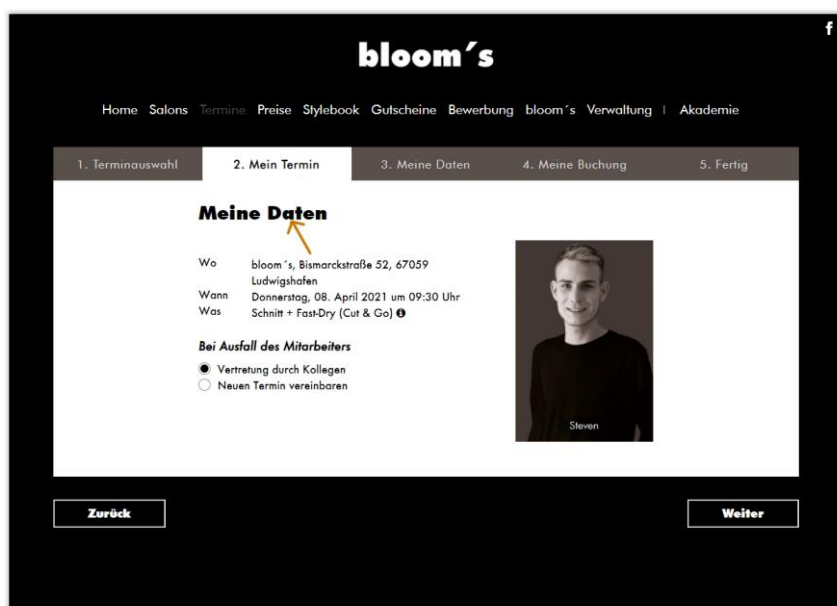 f
bloom´s
Home Salons Termine Preise Stylebook Gutscheine Bewerbung bloom´s Verwaltung | Akademie
1. Terminauswahl 2. Mein Termin 3. Meine Daten 4. Meine Buchung 5. Fertig
Meine Daten
Wo bloom´s, Bismarckstraße 52, 67059
Ludwigshafen
Wann Donnerstag, 08. April 2021 um 09:30 Uhr
Was Schnitt + Fast-Dry (Cut & Go)
Bei Ausfall des Mitarbeiters
Vertretung durch Kollegen
Neuen Termin vereinbaren
Steven
Zurück Weiter